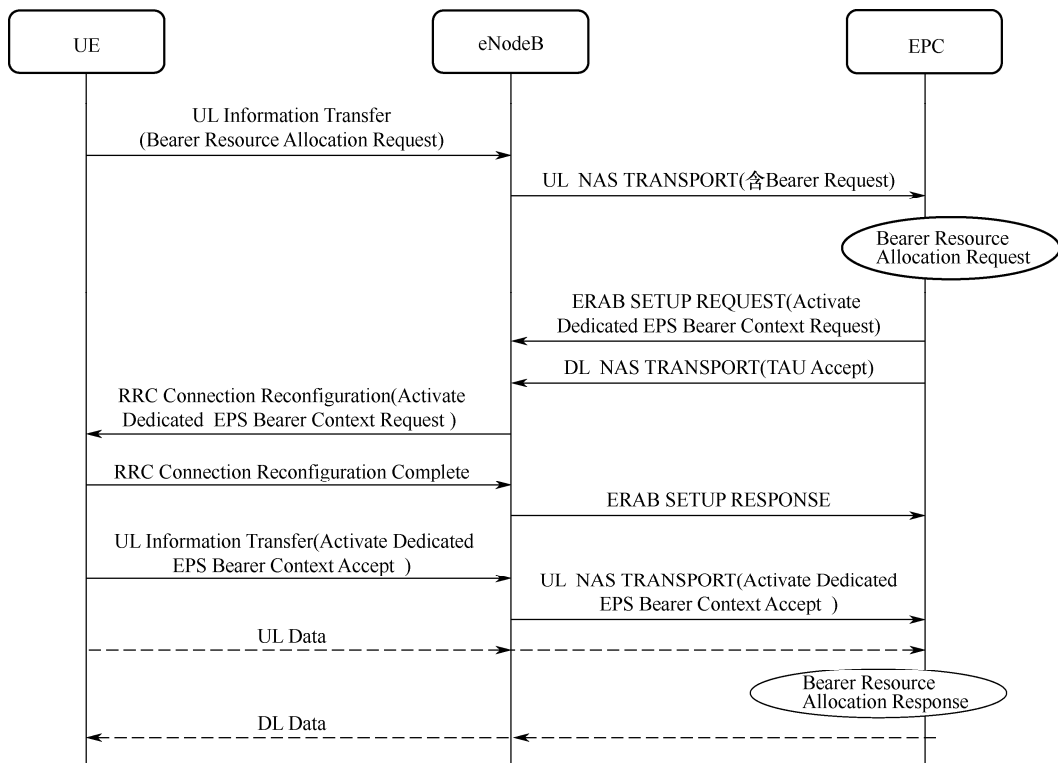 UE
eNodeB
EPC
UL Information Transfer
(Bearer Resource Allocation Request)
UL NAS TRANSPORT(含Bearer Request)
Bearer Resource
Allocation Request
ERAB SETUP REQUEST(Activate
Dedicated EPS Bearer Context Request)
DL NAS TRANSPORT(TAU Accept)
RRC Connection Reconfiguration(Activate
Dedicated EPS Bearer Context Request )
RRC Connection Reconfiguration Complete
ERAB SETUP RESPONSE
UL Information Transfer(Activate Dedicated
EPS Bearer Context Accept )
UL NAS TRANSPORT(Activate Dedicated
EPS Bearer Context Accept )
UL Data
Bearer Resource
Allocation Response
DL Data